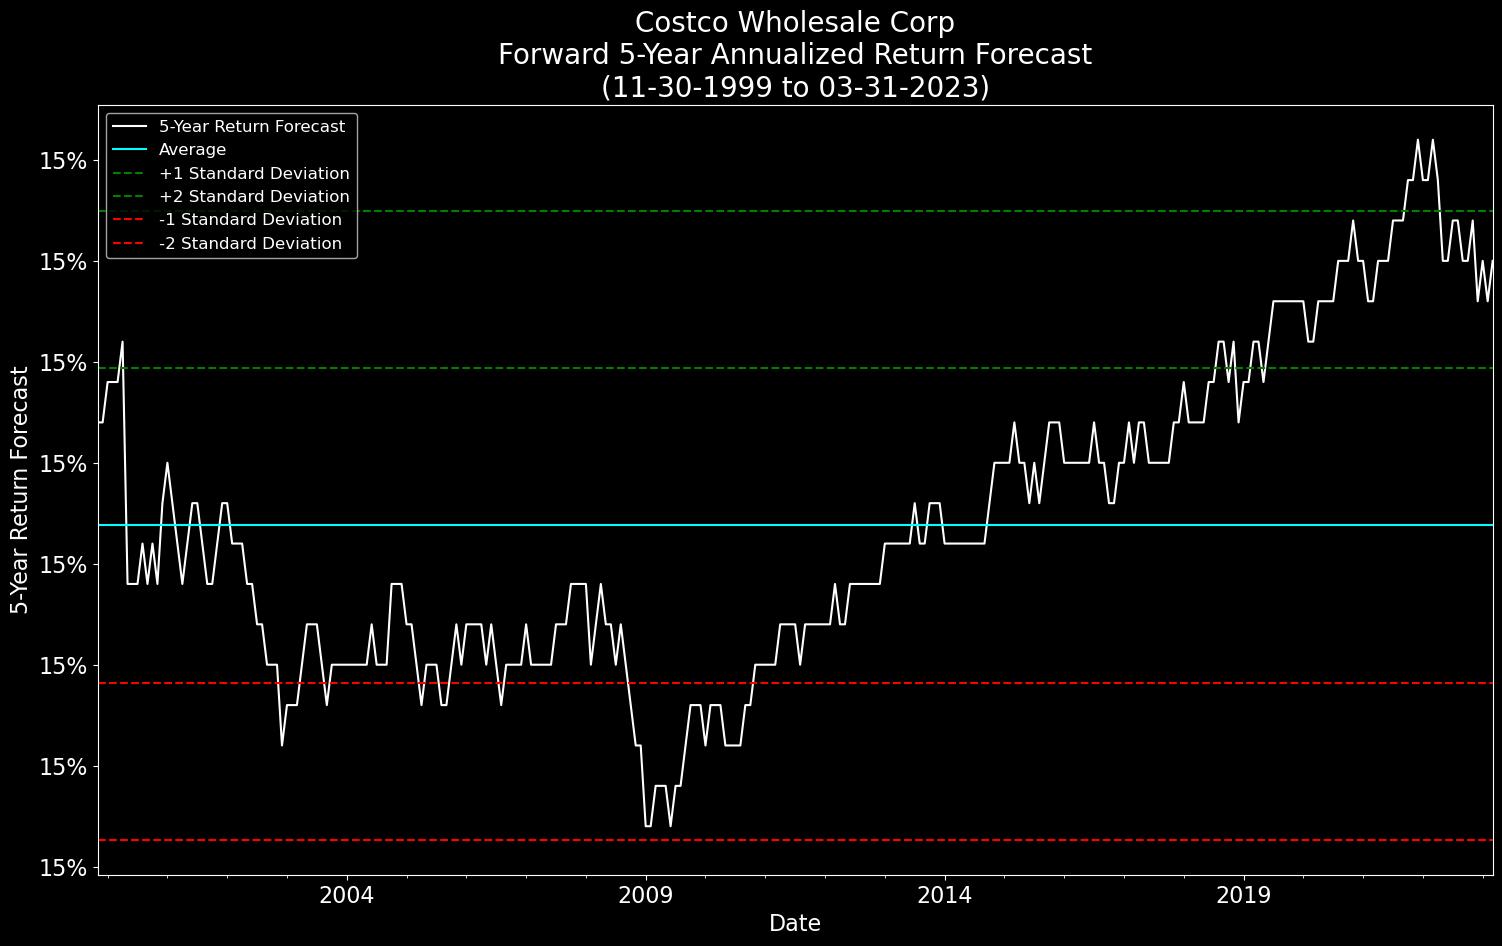 Costco Wholesale Corp
Forward 5-Year Annualized Return Forecast
(11-30-1999 to 03-31-2023)
5-Year Return Forecast
Average
+1 Standard Deviation
+2 Standard Deviation
-1 Standard Deviation
-2 Standard Deviation
15%
15%
15%
15%
15%
15%
15%
15%
5-Year Return Forecast
2004
2009
2014
2019
Date